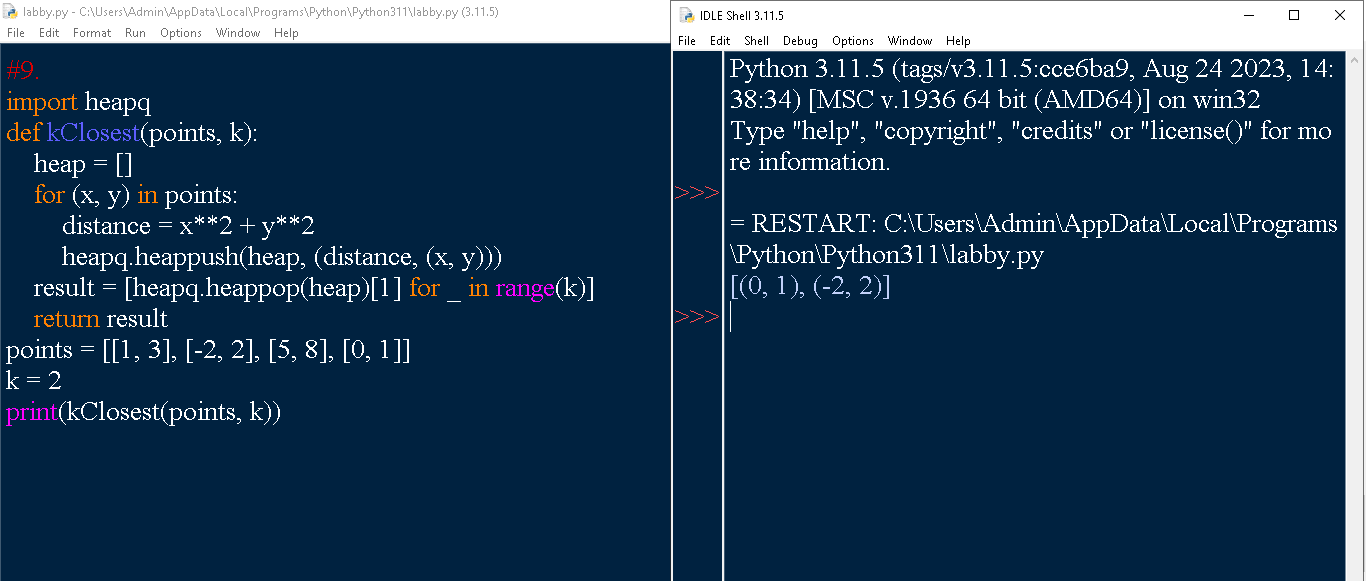 labby.py - C:\Users\Admin\AppData\Local\Programs\Python\Python311\labby.py (3.11.5)
File Edit Format Run Options Window Help
#9.
import heapq
def kClosest(points, k):
    heap = []
    for (x, y) in points:
        distance = x**2 + y**2
        heapq.heappush(heap, (distance, (x, y)))
    result = [heapq.heappop(heap)[1] for _ in range(k)]
    return result
points = [[1, 3], [-2, 2], [5, 8], [0, 1]]
k = 2
print(kClosest(points, k))
IDLE Shell 3.11.5
File Edit Shell Debug Options Window Help
Python 3.11.5 (tags/v3.11.5:cce6ba9, Aug 24 2023, 14:
38:34) [MSC v.1936 64 bit (AMD64)] on win32
Type "help", "copyright", "credits" or "license()" for mo
re information.
>>>
= RESTART: C:\Users\Admin\AppData\Local\Programs
\Python\Python311\labby.py
[(0, 1), (-2, 2)]
>>>